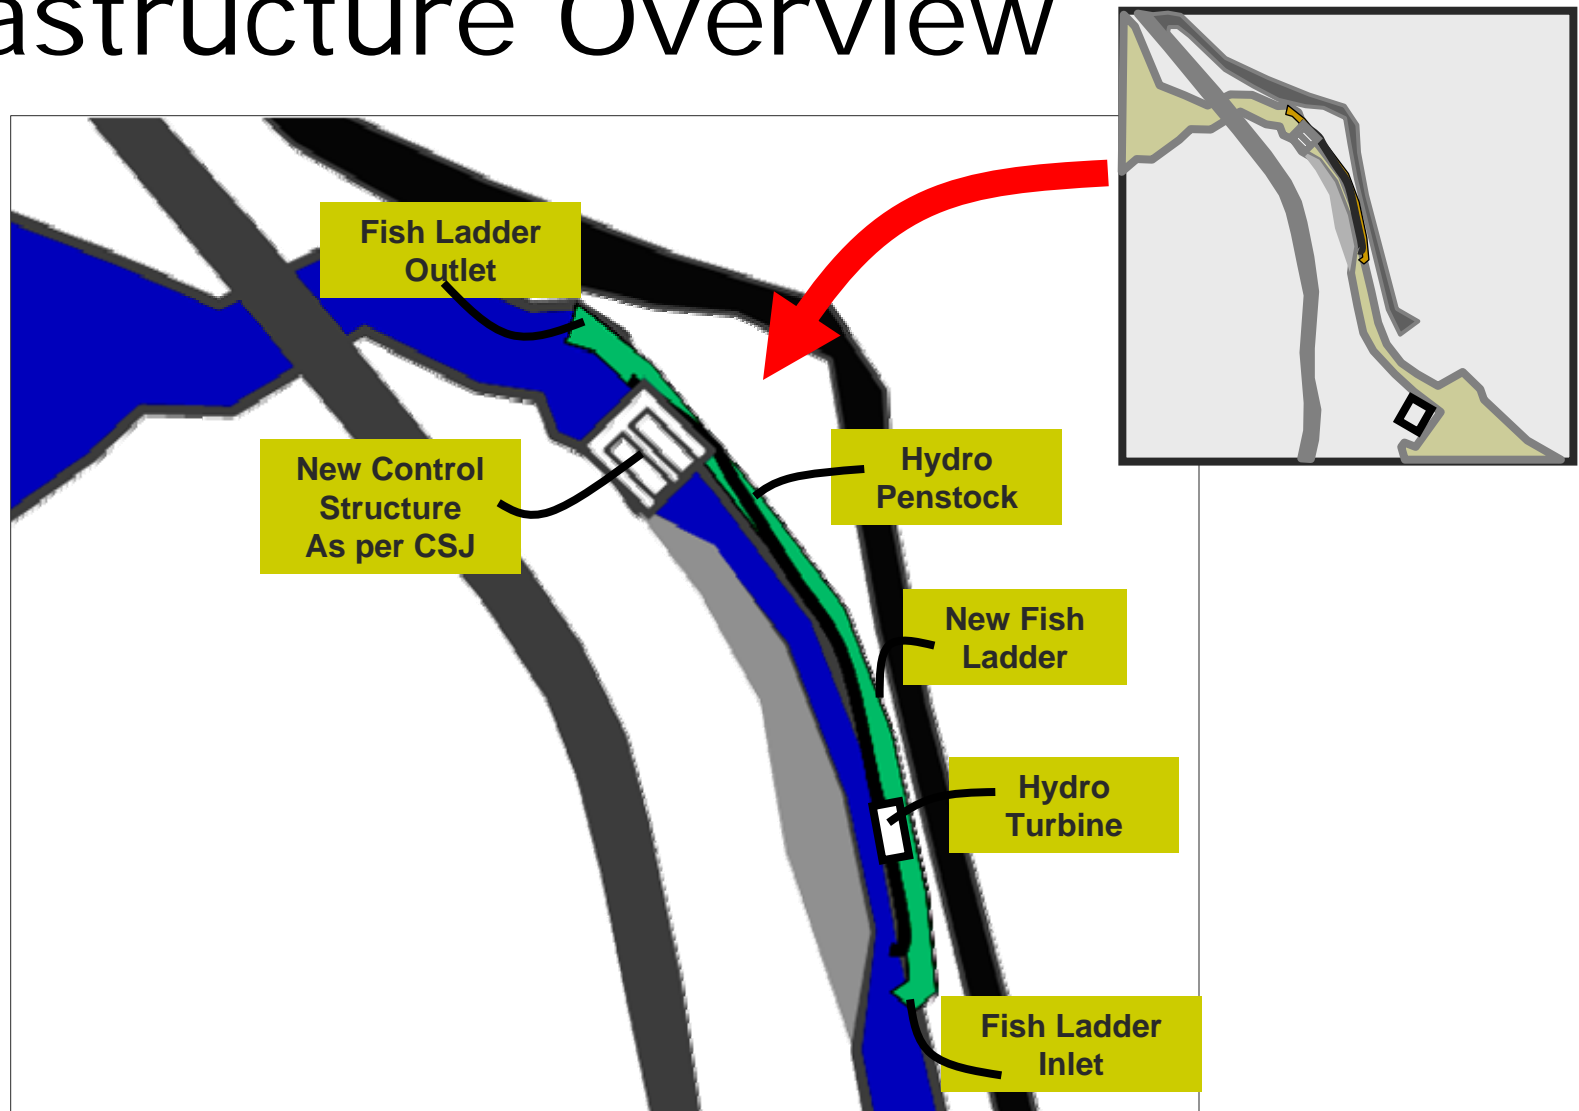 astructure Overview
Fish Ladder
Outlet
New Control
Structure
As per CSJ
Hydro
Penstock
New Fish
Ladder
Hydro
Turbine
Fish Ladder
Inlet